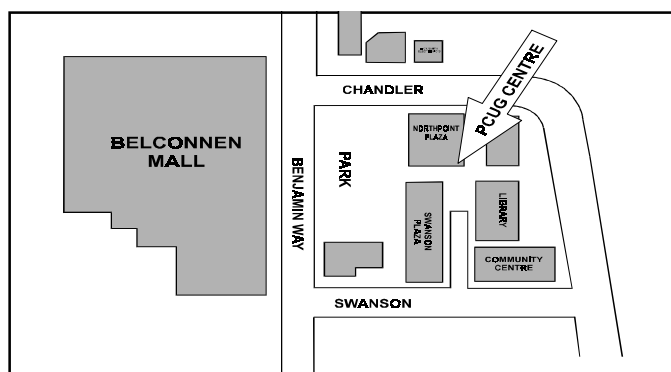 CHANDLER
PCUG CENTRE
NORTHPOINT
PLAZA
BELCONNEN
MALL
BENJAMIN WAY
PARK
SWANSON
PLAZA
LIBRARY
COMMUNITY
CENTRE
SWANSON